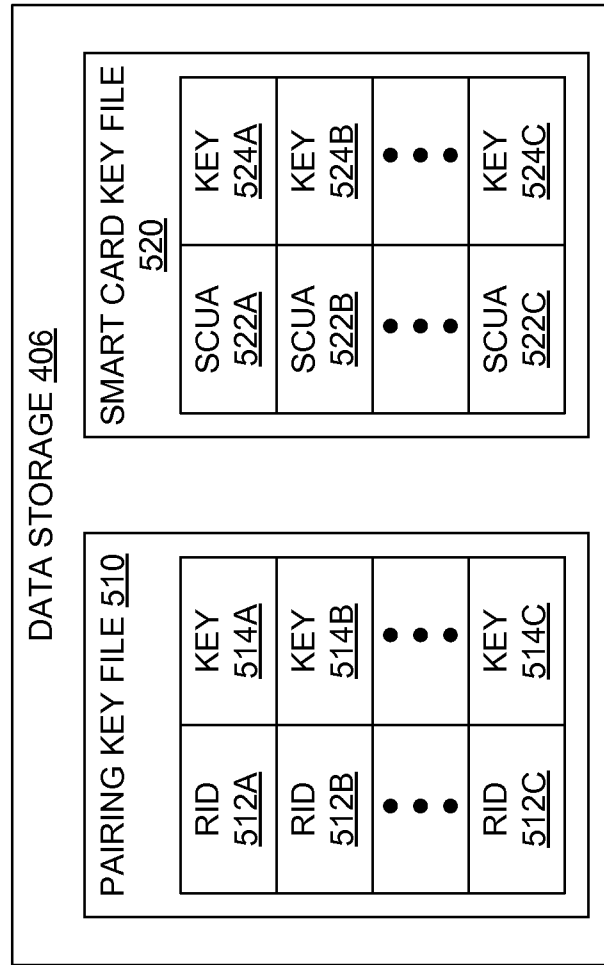 DATA STORAGE 406
PAIRING KEY FILE 510
RID
512A
KEY
514A
RID
512B
KEY
514B
RID
512C
KEY
514C
SMART CARD KEY FILE
520
SCUA
522A
KEY
524A
SCUA
522B
KEY
524B
SCUA
522C
KEY
524C